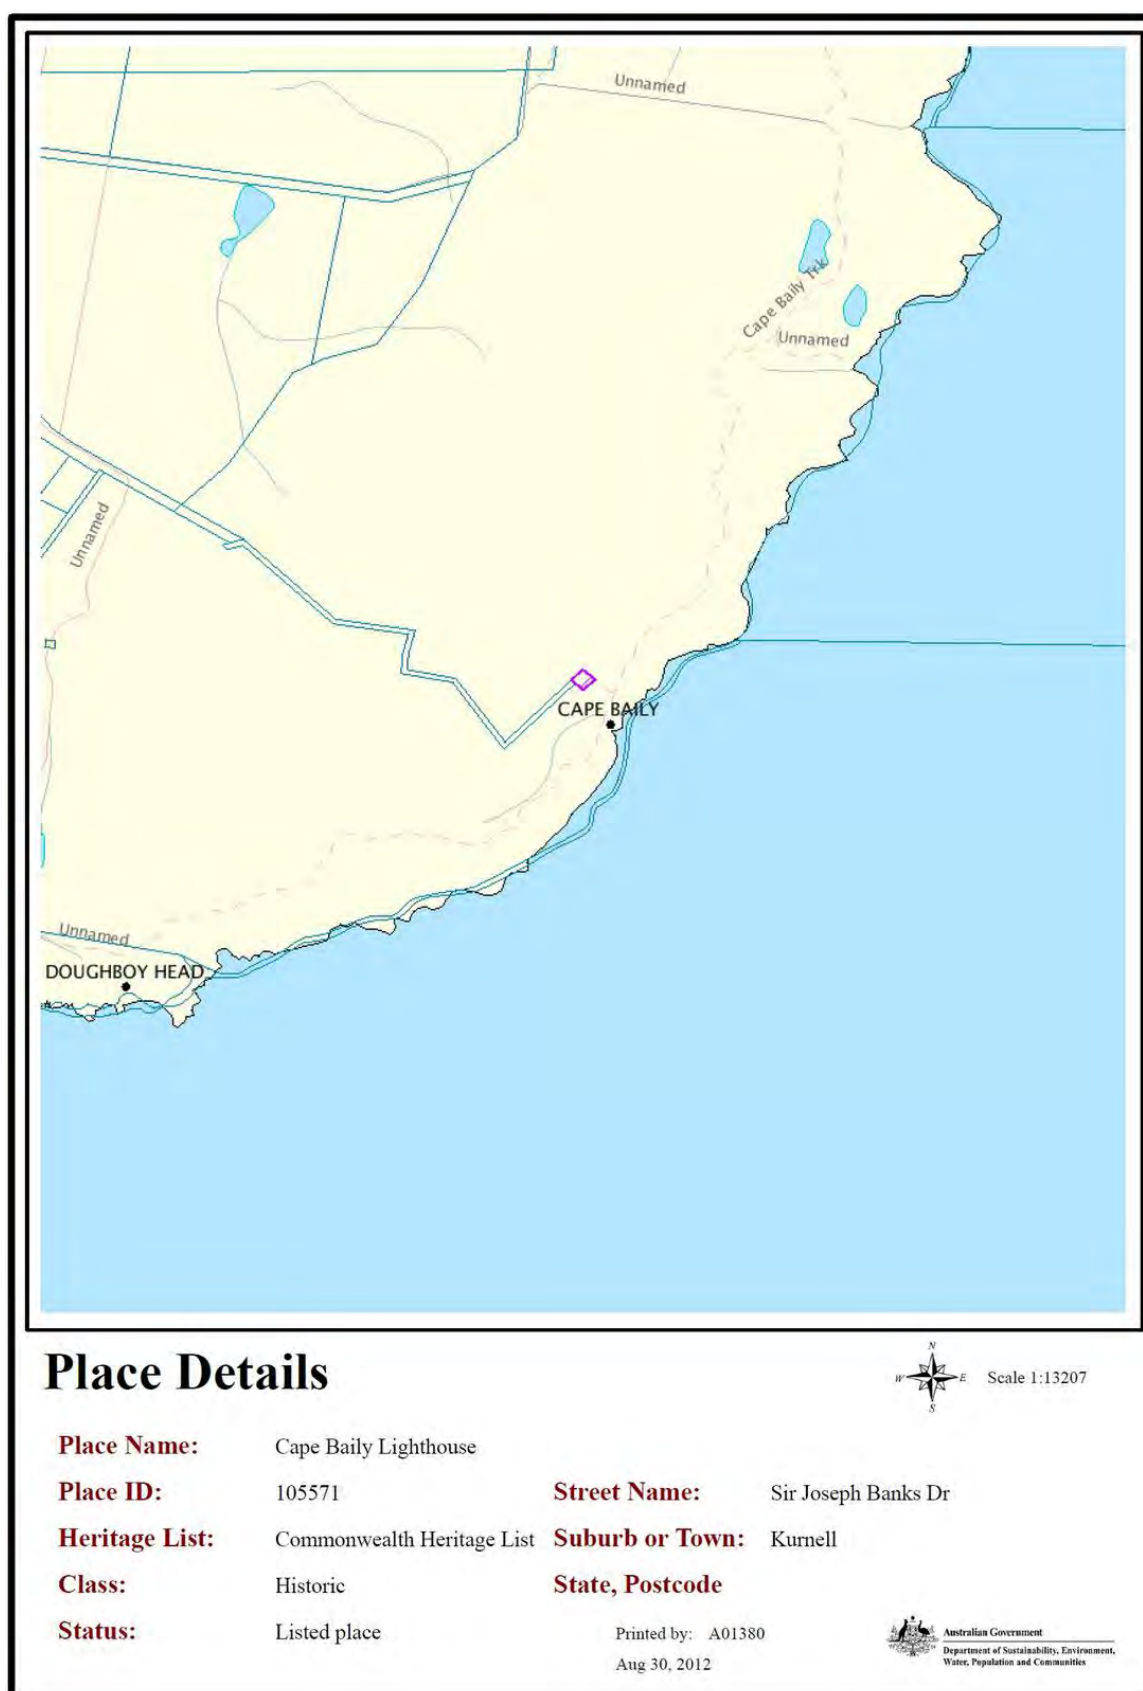 Unnamed
Cape Baily Trk
Unnamed
Unnamed
CAPE BAILY
Unnamed
DOUGHBOY HEAD
Place Details
N
W E
S
Scale 1:13207
Place Name: Cape Baily Lighthouse
Place ID: 105571 Street Name: Sir Joseph Banks Dr
Heritage List: Commonwealth Heritage List Suburb or Town: Kurnell
Class: Historic State, Postcode
Status: Listed place
Printed by: A01380
Aug 30, 2012
Australian Government
Department of Sustainability, Environment,
Water, Population and Communities